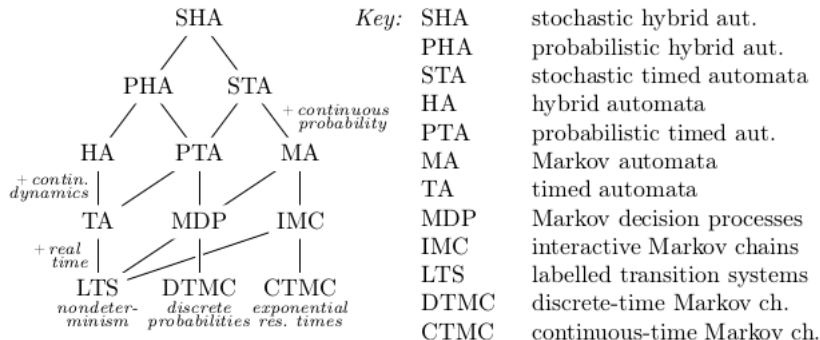 SHA
PHA STA
+ continuous
probability
HA PTA MA
+ contin.
dynamics
TA MDP IMC
+ real
time
LTS DTMC CTMC
nondeter- discrete exponential
minism probabilities res. times
Key: SHA stochastic hybrid aut.
PHA probabilistic hybrid aut.
STA stochastic timed automata
HA hybrid automata
PTA probabilistic timed aut.
MA Markov automata
TA timed automata
MDP Markov decision processes
IMC interactive Markov chains
LTS labelled transition systems
DTMC discrete-time Markov ch.
CTMC continuous-time Markov ch.